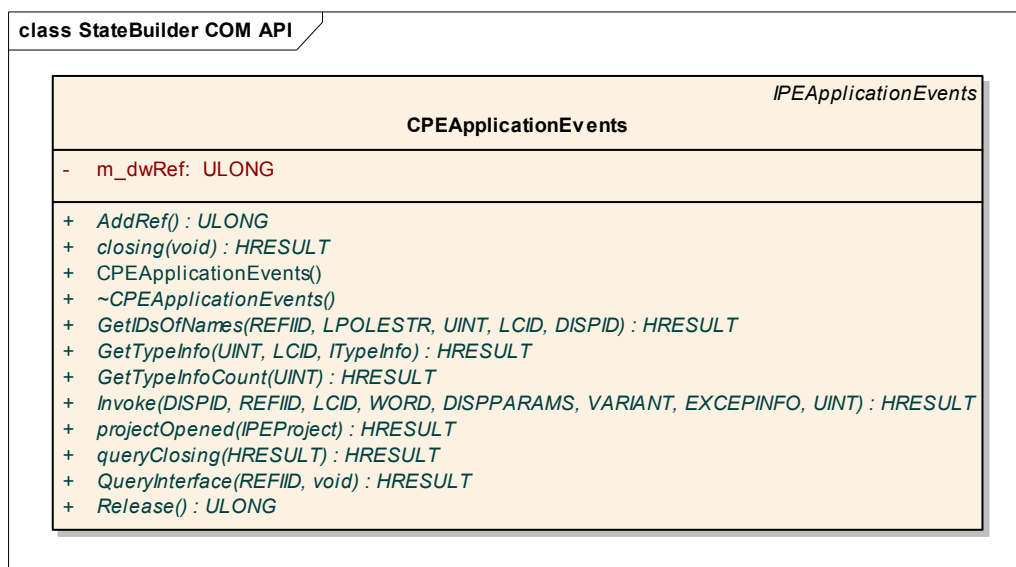 class StateBuilder COM API
IPEApplicationEvents
CPEApplicationEvents
- m_dwRef: ULONG
+ AddRef() : ULONG
+ closing(void) : HRESULT
+ CPEApplicationEvents()
+ ~CPEApplicationEvents()
+ GetIDsOfNames(REFIID, LPOLESTR, UINT, LCID, DISPID) : HRESULT
+ GetTypeInfo(UINT, LCID, ITypeInfo) : HRESULT
+ GetTypeInfoCount(UINT) : HRESULT
+ Invoke(DISPID, REFIID, LCID, WORD, DISPPARAMS, VARIANT, EXCEPINFO, UINT) : HRESULT
+ projectOpened(IPEProject) : HRESULT
+ queryClosing(HRESULT) : HRESULT
+ QueryInterface(REFIID, void) : HRESULT
+ Release() : ULONG